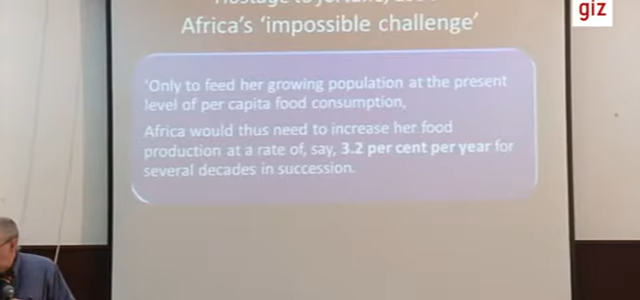 Africa's 'impossible challenge'
giz
'Only to feed her growing population at the present
level of per capita food consumption,
Africa would thus need to increase her food
production at a rate of, say, 3.2 per cent per year for
several decades in succession.